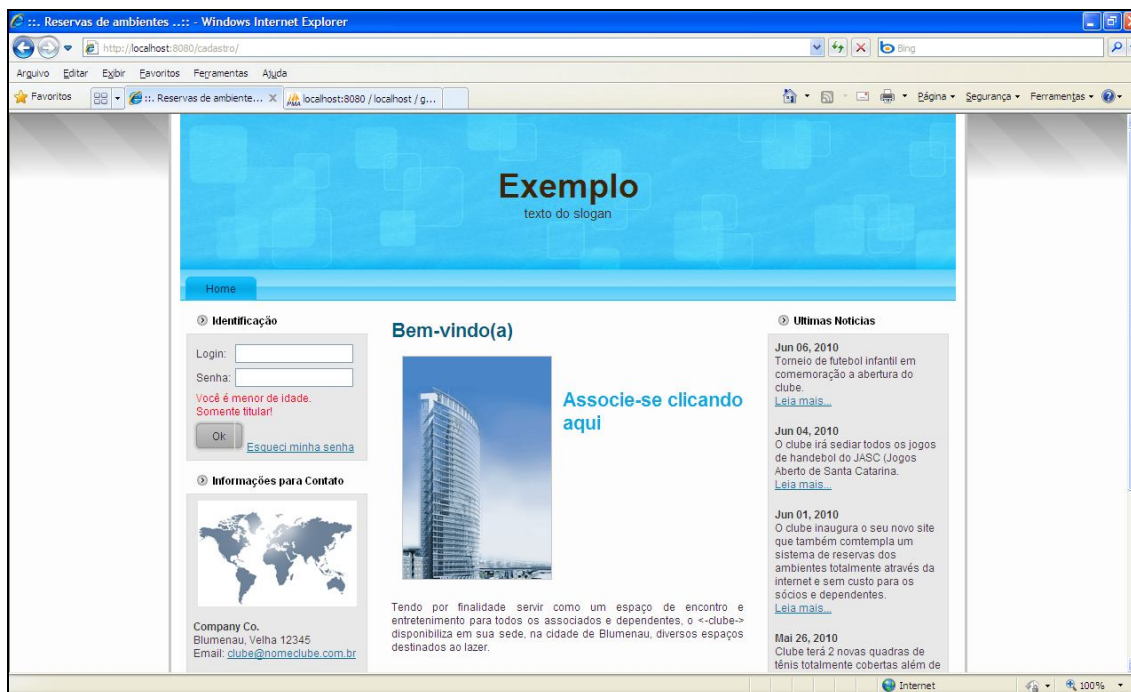 ::. Reservas de ambientes ..:: - Windows Internet Explorer
http://localhost:8080/cadastro/
Bing
Arquivo Editar Exibir Favoritos Ferramentas Ajuda
Favoritos
::. Reservas de ambiente...
localhost:8080 / localhost / g...
Página
Segurança
Ferramentas
Exemplo
texto do slogan
Home
Identificação
Login:
Senha:
Você é menor de idade.
Somente titular!
Ok
Esqueci minha senha
Informações para Contato
Company Co.
Blumenau, Velha 12345
Email: clube@nomeclube.com.br
Bem-vindo(a)
Associe-se clicando
aqui
Tendo por finalidade servir como um espaço de encontro e
entretenimento para todos os associados e dependentes, o <-clube->
disponibiliza em sua sede, na cidade de Blumenau, diversos espaços
destinados ao lazer.
Ultimas Noticias
Jun 06, 2010
Torneio de futebol infantil em
comemoração a abertura do
clube.
Leia mais...
Jun 04, 2010
O clube irá sediar todos os jogos
de handebol do JASC (Jogos
Aberto de Santa Catarina.
Leia mais...
Jun 01, 2010
O clube inaugura o seu novo site
que também comtempla um
sistema de reservas dos
ambientes totalmente através da
internet e sem custo para os
sócios e dependentes.
Leia mais...
Mai 26, 2010
Clube terá 2 novas quadras de
tênis totalmente cobertas além de
Internet
100%